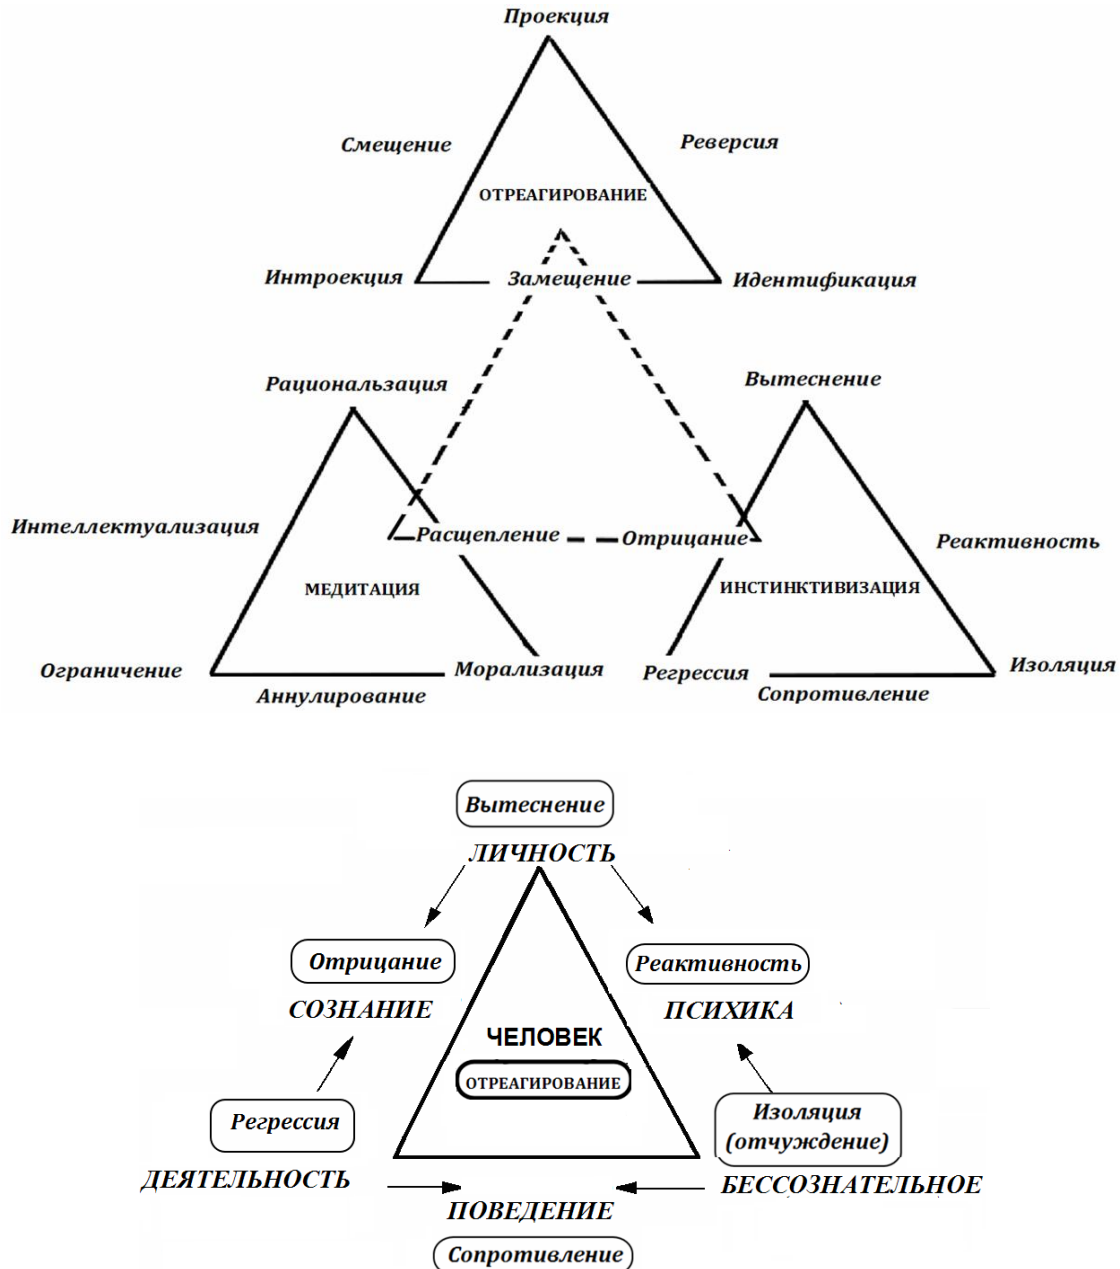 Проекция
Смещение
Реверсия
ОТРЕАГИРОВАНИЕ
Интроекция
Замещение
Идентификация
Рациональзация
Вытеснение
Интеллектуализация
Расщепление
Отрицание
Реактивность
МЕДИТАЦИЯ
ИНСТИНКТИВИЗАЦИЯ
Ограничение
Морализация
Регрессия
Изоляция
Аннулирование
Сопротивление
Вытеснение
ЛИЧНОСТЬ
Отрицание
Реактивность
СОЗНАНИЕ
ПСИХИКА
ЧЕЛОВЕК
ОТРЕАГИРОВАНИЕ
Регрессия
Изоляция
(отчуждение)
ДЕЯТЕЛЬНОСТЬ
БЕССОЗНАТЕЛЬНОЕ
ПОВЕДЕНИЕ
Сопротивление